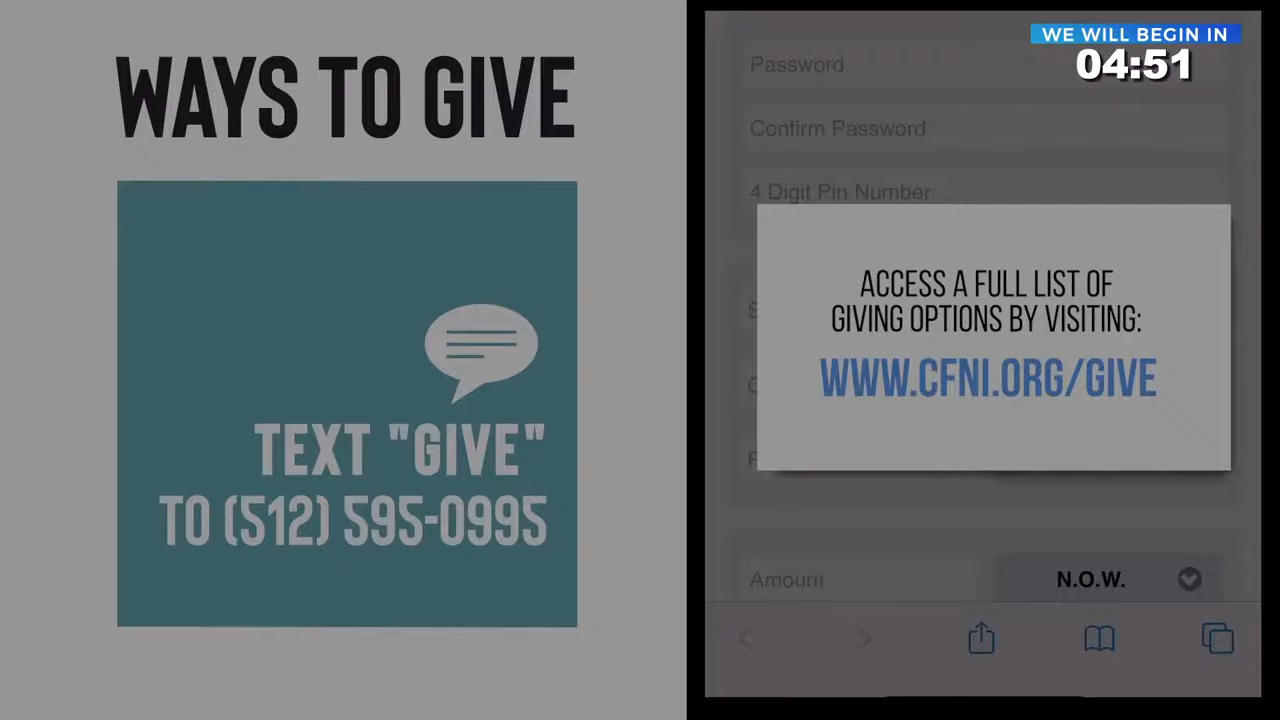 WAYS TO GIVE
TEXT "GIVE"
TO (512) 595-0995
WE WILL BEGIN IN
04:51
Password
Confirm Password
4 Digit Pin Number
ACCESS A FULL LIST OF
GIVING OPTIONS BY VISITING:
WWW.CFNI.ORG/GIVE
Amount
N.O.W.